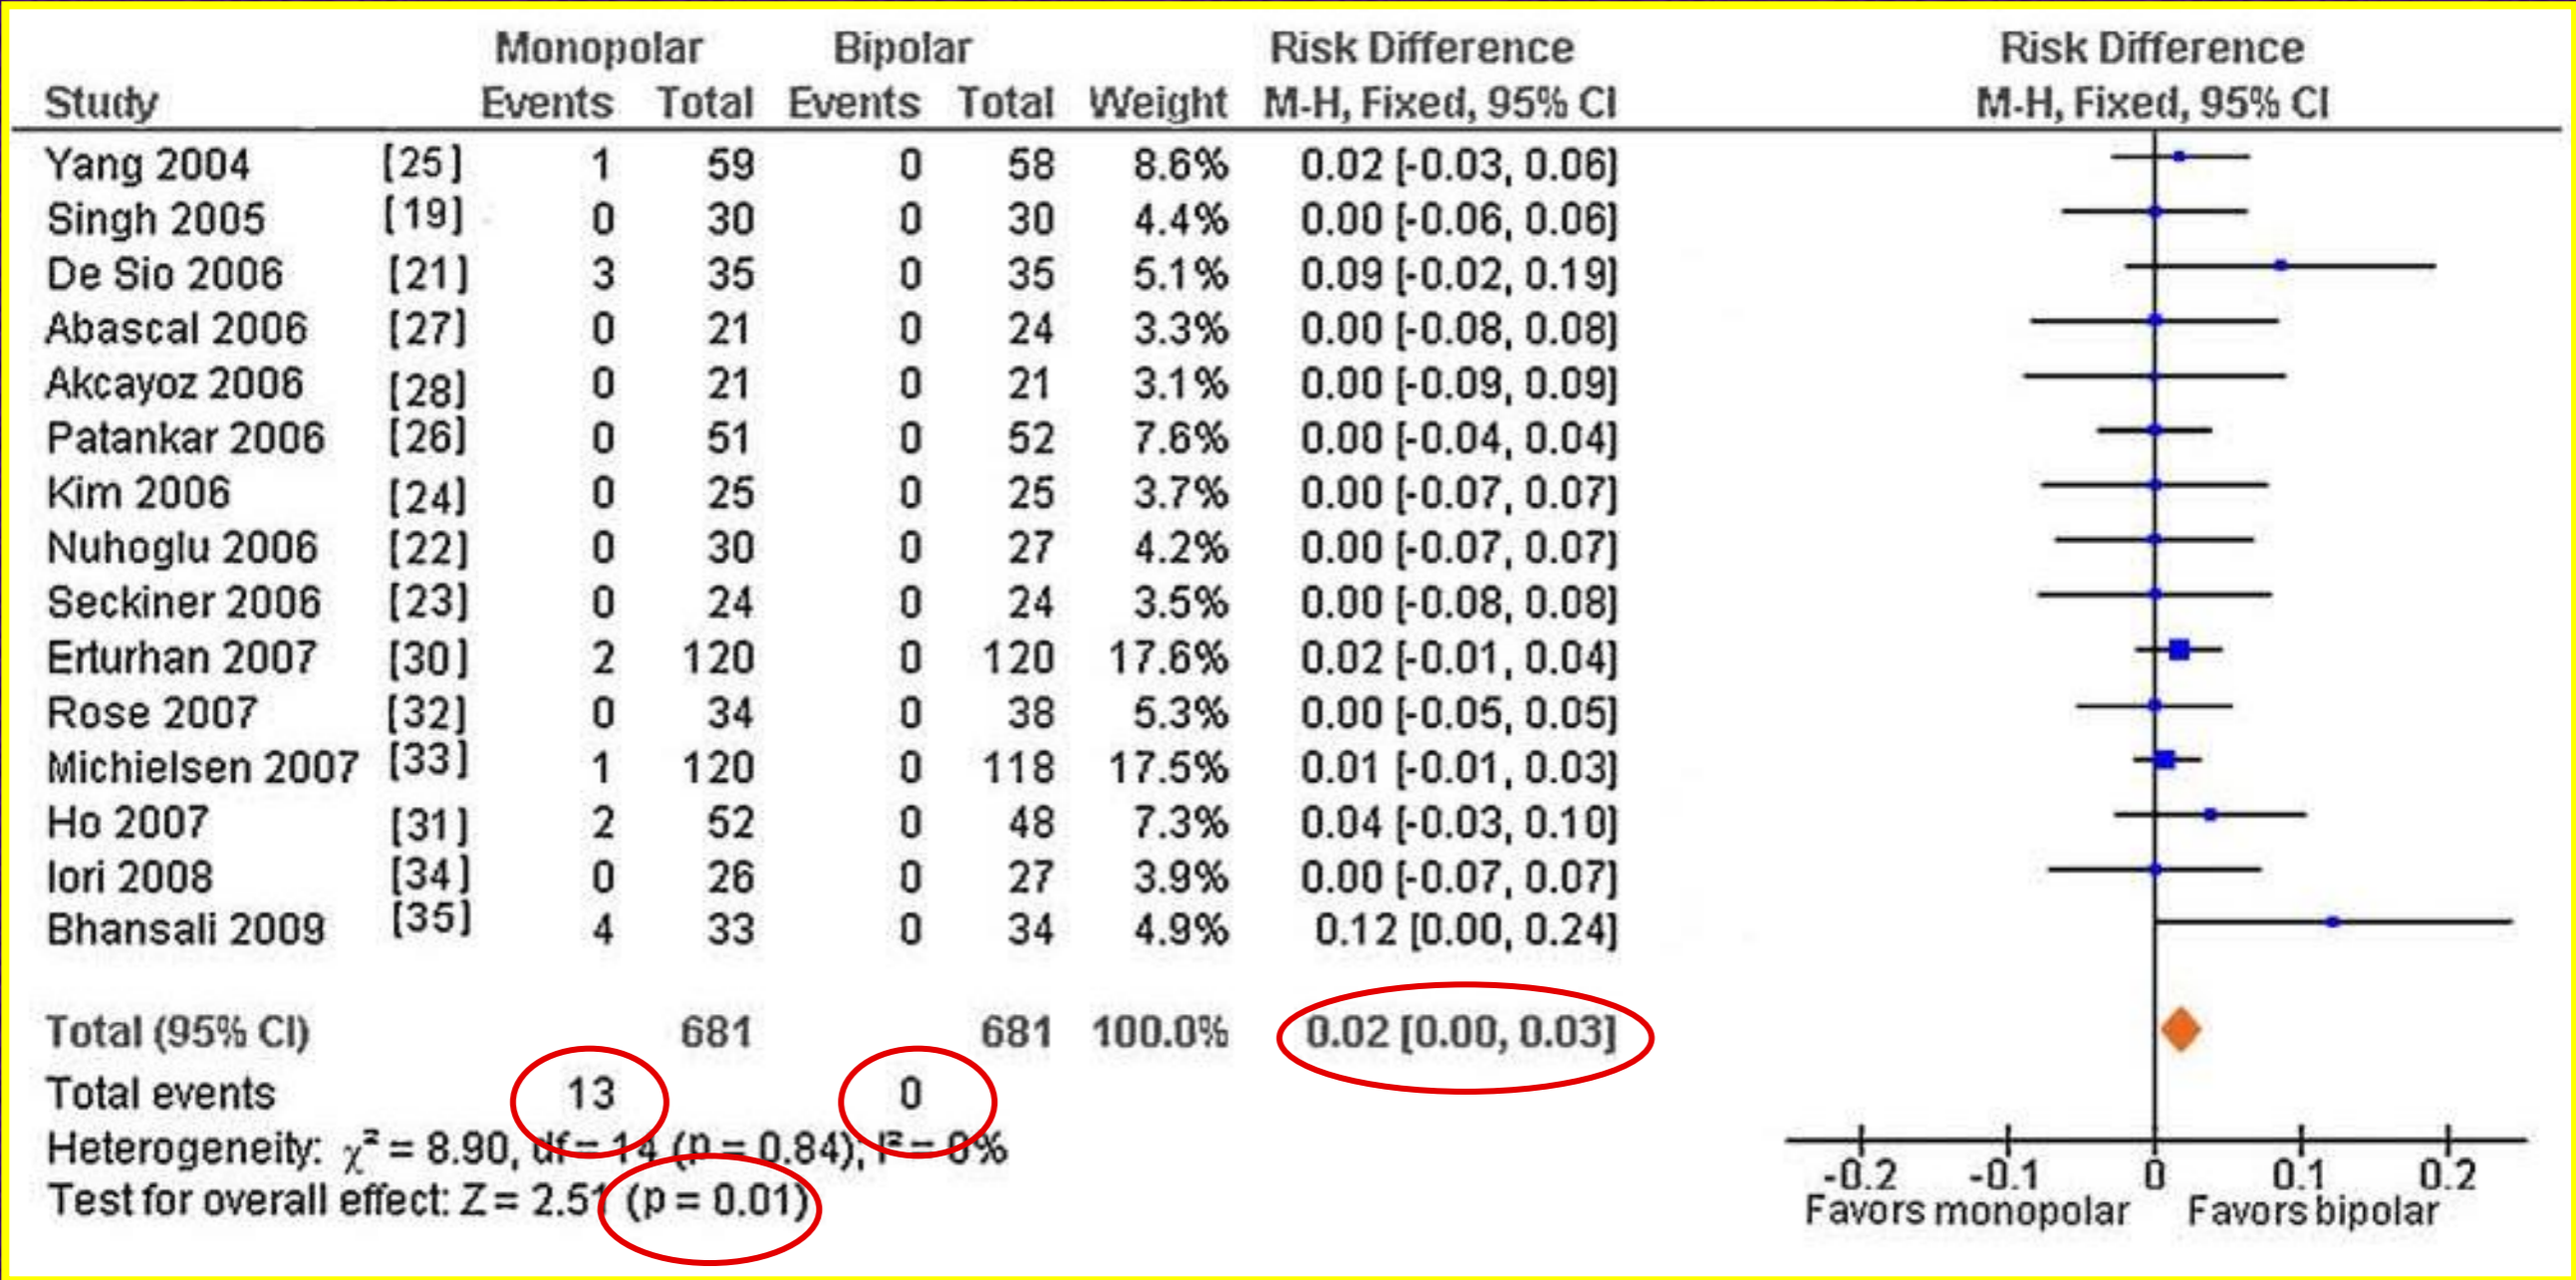 Monopolar Bipolar Risk Difference Risk Difference
Study Events Total Events Total Weight M-H, Fixed, 95% CI M-H, Fixed, 95% CI
Yang 2004 [25] 1 59 0 58 8.6% 0.02 [-0.03, 0.06]
Singh 2005 [19] 0 30 0 30 4.4% 0.00 [-0.06, 0.06]
De Sio 2006 [21] 3 35 0 35 5.1% 0.09 [-0.02, 0.19]
Abascal 2006 [27] 0 21 0 24 3.3% 0.00 [-0.08, 0.08]
Akcayoz 2006 [28] 0 21 0 21 3.1% 0.00 [-0.09, 0.09]
Patankar 2006 [26] 0 51 0 52 7.6% 0.00 [-0.04, 0.04]
Kim 2006 [24] 0 25 0 25 3.7% 0.00 [-0.07, 0.07]
Nuhoglu 2006 [22] 0 30 0 27 4.2% 0.00 [-0.07, 0.07]
Seckiner 2006 [23] 0 24 0 24 3.5% 0.00 [-0.08, 0.08]
Erturhan 2007 [30] 2 120 0 120 17.6% 0.02 [-0.01, 0.04]
Rose 2007 [32] 0 34 0 38 5.3% 0.00 [-0.05, 0.05]
Michielsen 2007 [33] 1 120 0 118 17.5% 0.01 [-0.01, 0.03]
Ho 2007 [31] 2 52 0 48 7.3% 0.04 [-0.03, 0.10]
Iori 2008 [34] 0 26 0 27 3.9% 0.00 [-0.07, 0.07]
Bhansali 2009 [35] 4 33 0 34 4.9% 0.12 [0.00, 0.24]
Total (95% CI) 681 681 100.0% 0.02 [0.00, 0.03]
Total events 13 0
Heterogeneity: χ² = 8.90, df = 14 (p = 0.84); I² = 0%
Test for overall effect: Z = 2.51 (p = 0.01)
-0.2 -0.1 0 0.1 0.2
Favors monopolar Favors bipolar